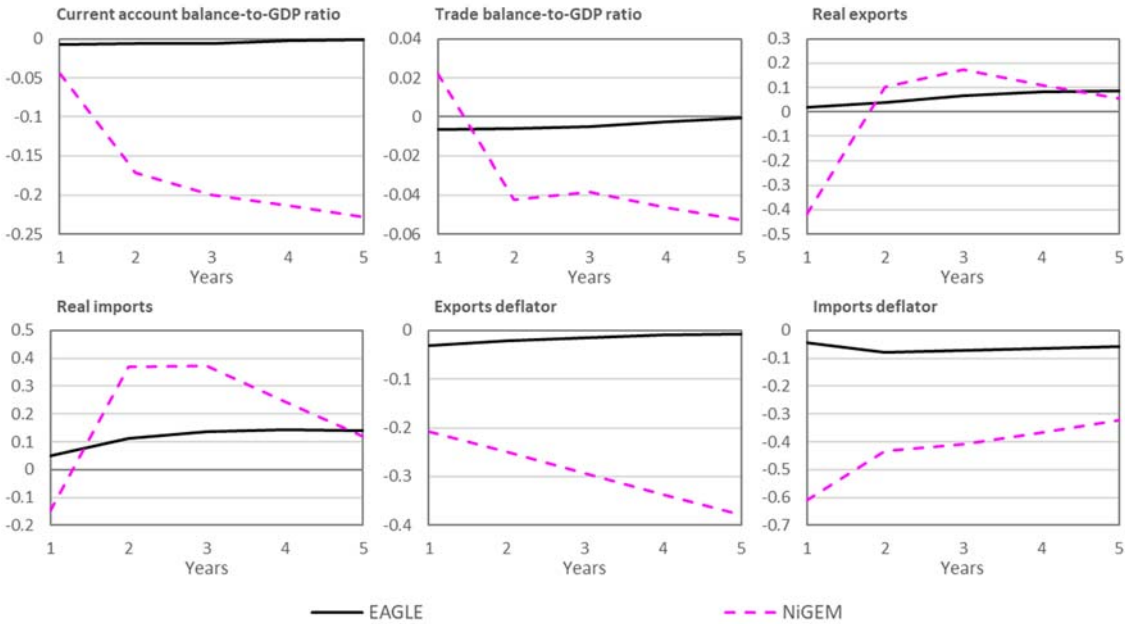 Current account balance-to-GDP ratio
0
-0.05
-0.1
-0.15
-0.2
-0.25
1 2 3 4 5
Years
Trade balance-to-GDP ratio
0.04
0.02
0
-0.02
-0.04
-0.06
1 2 3 4 5
Years
Real exports
0.3
0.2
0.1
0
-0.1
-0.2
-0.3
-0.4
-0.5
1 2 3 4 5
Years
Real imports
0.5
0.4
0.3
0.2
0.1
0
-0.1
-0.2
1 2 3 4 5
Years
Exports deflator
0
-0.1
-0.2
-0.3
-0.4
1 2 3 4 5
Years
Imports deflator
0
-0.1
-0.2
-0.3
-0.4
-0.5
-0.6
-0.7
1 2 3 4 5
Years
EAGLE NiGEM